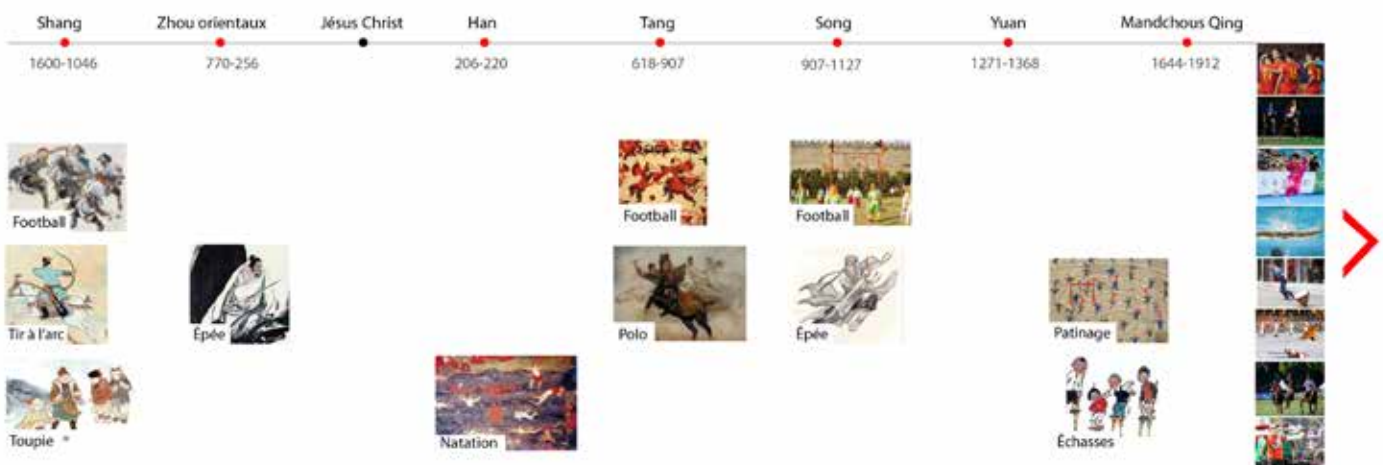 Shang Zhou orientaux Jésus Christ Han Tang Song Yuan Mandchous Qing
1600-1046 770-256 206-220 618-907 907-1127 1271-1368 1644-1912
Football Football Football
Tir à l'arc Épée Polo Épée Patinage
Toupie Natation Échasses